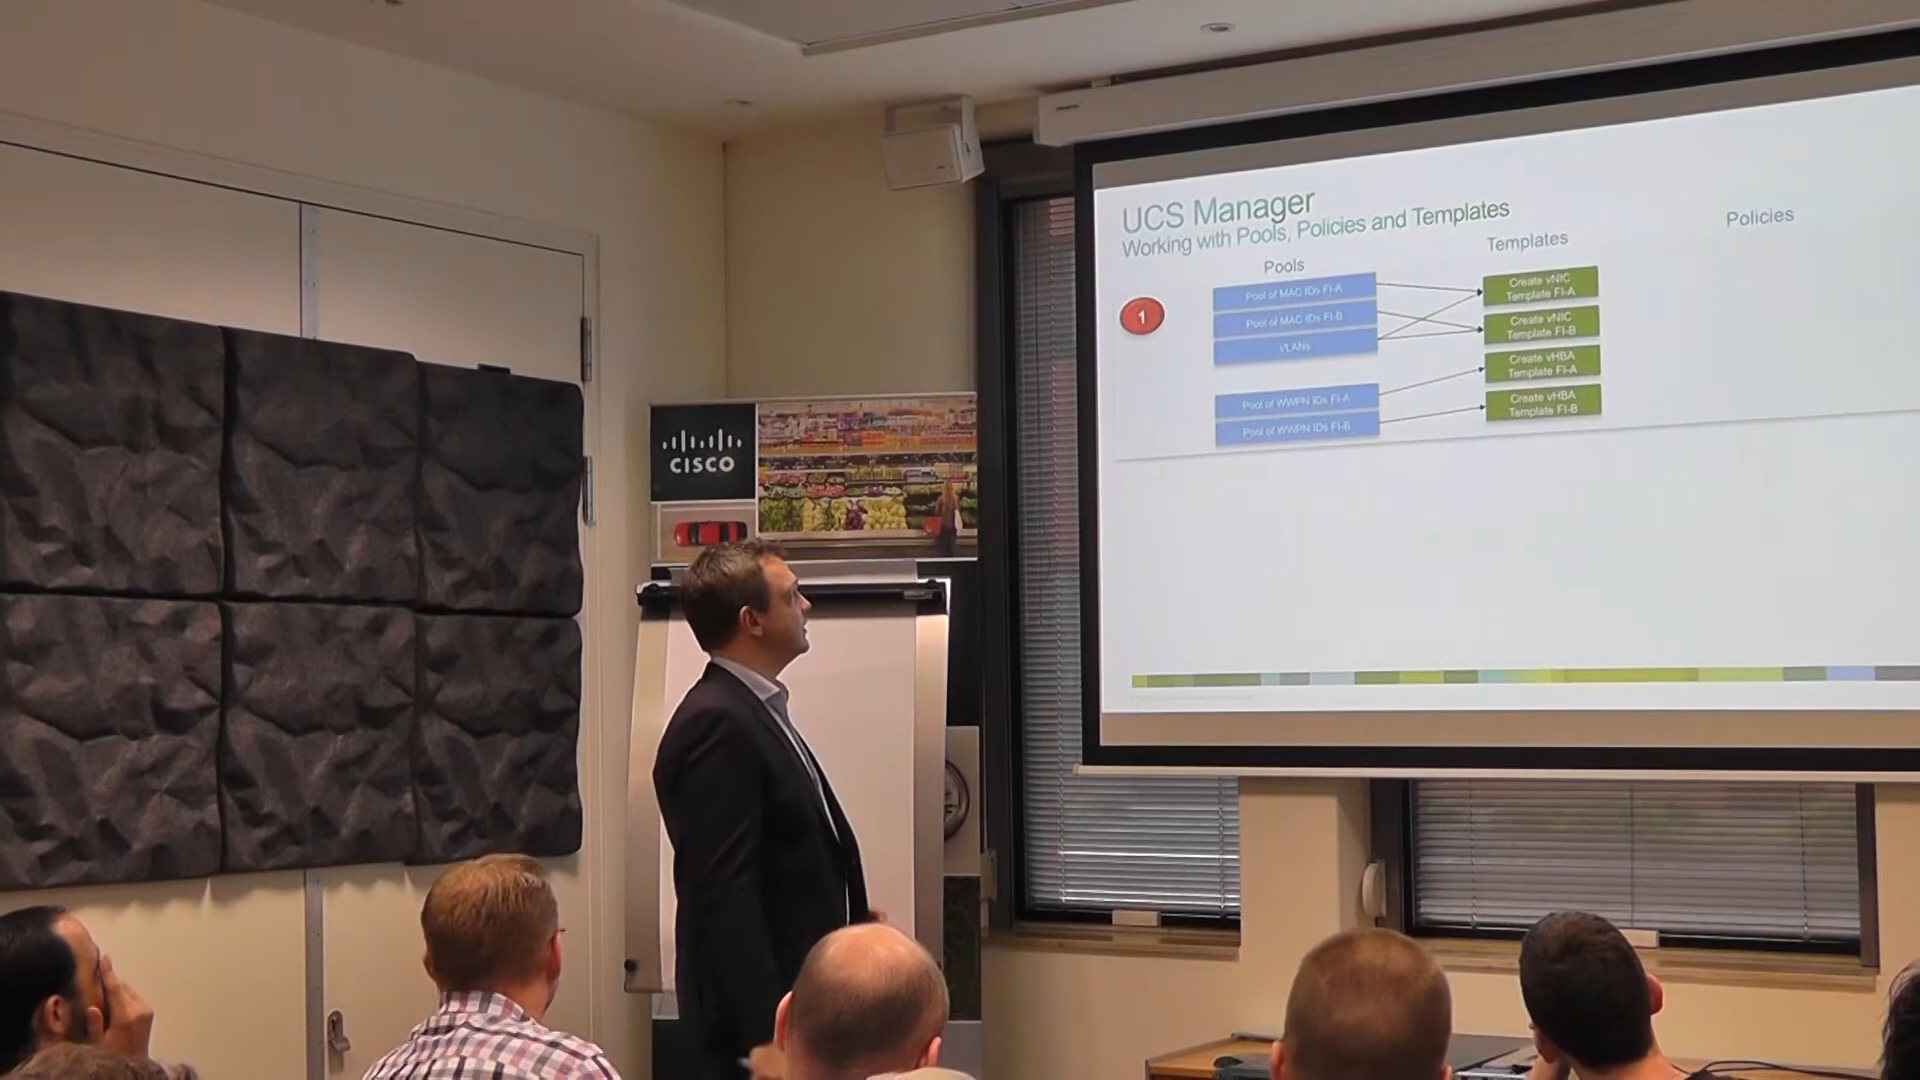 UCS Manager
Working with Pools, Policies and Templates
Pools
Templates
Policies
1
Pool of MAC IDs FI-A
Pool of MAC IDs FI-B
VLANs
Pool of WWPN IDs FI-A
Pool of WWPN IDs FI-B
Create vNIC
Template FI-A
Create vNIC
Template FI-B
Create vHBA
Template FI-A
Create vHBA
Template FI-B
CISCO